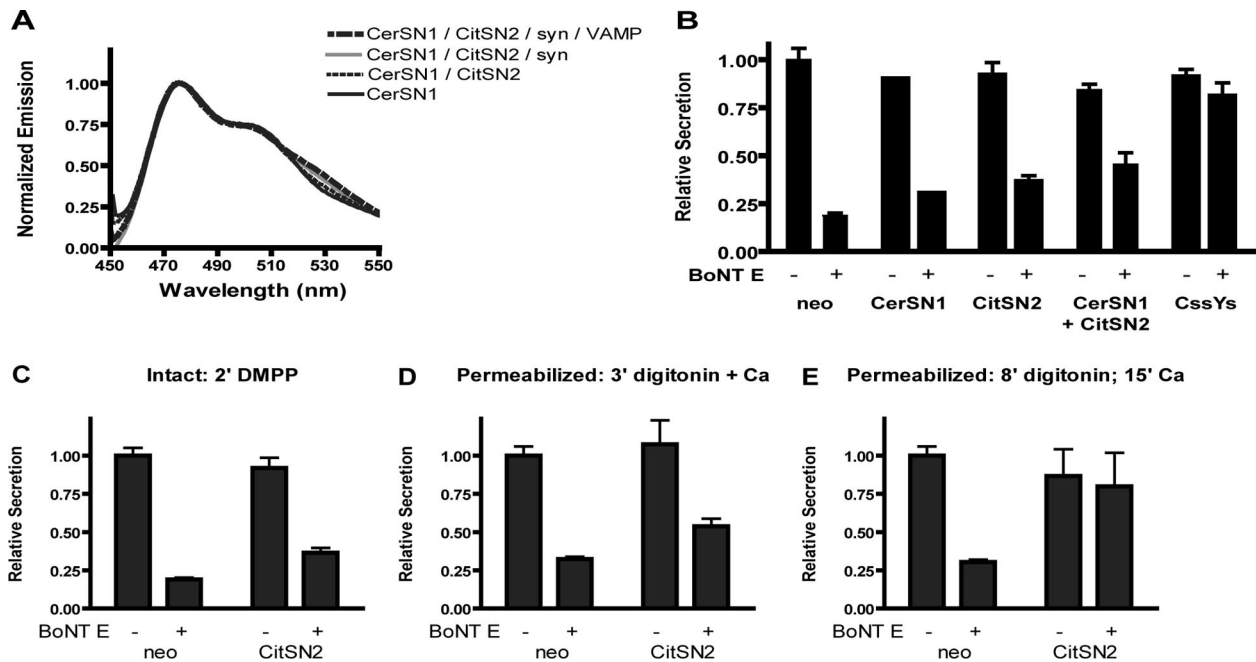 A
CerSN1 / CitSN2 / syn / VAMP
CerSN1 / CitSN2 / syn
CerSN1 / CitSN2
CerSN1
Normalized Emission
1.00
0.75
0.50
0.25
0.00
450 470 490 510 530 550
Wavelength (nm)
B
Relative Secretion
1.00
0.75
0.50
0.25
0.00
BoNT E - + - + - + - + - +
neo CerSN1 CitSN2 CerSN1 CssYs
+ CitSN2
C Intact: 2' DMPP
Relative Secretion
1.00
0.75
0.50
0.25
0.00
BoNT E - + - +
neo CitSN2
D Permeabilized: 3' digitonin + Ca
Relative Secretion
1.00
0.75
0.50
0.25
0.00
BoNT E - + - +
neo CitSN2
E Permeabilized: 8' digitonin; 15' Ca
Relative Secretion
1.00
0.75
0.50
0.25
0.00
BoNT E - + - +
neo CitSN2